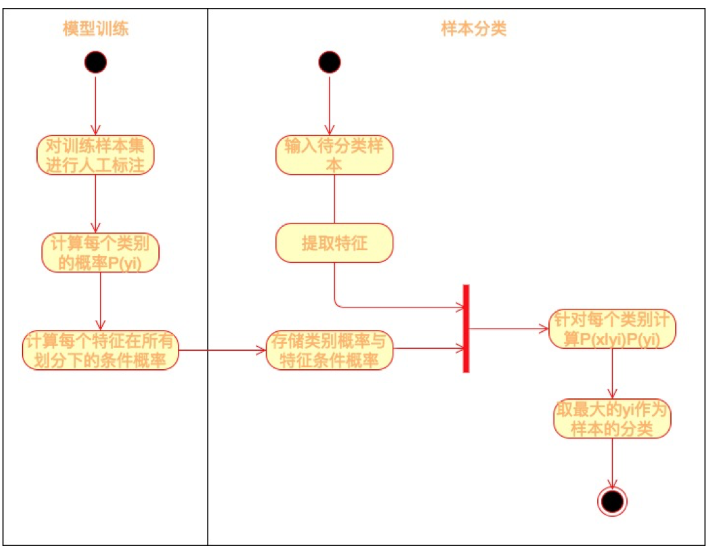 模型训练
样本分类
对训练样本集
进行人工标注
计算每个类别
的概率P(yi)
计算每个特征在所有
划分下的条件概率
输入待分类样
本
提取特征
存储类别概率与
特征条件概率
针对每个类别计
算P(xlyi)P(yi)
取最大的yi作为
样本的分类